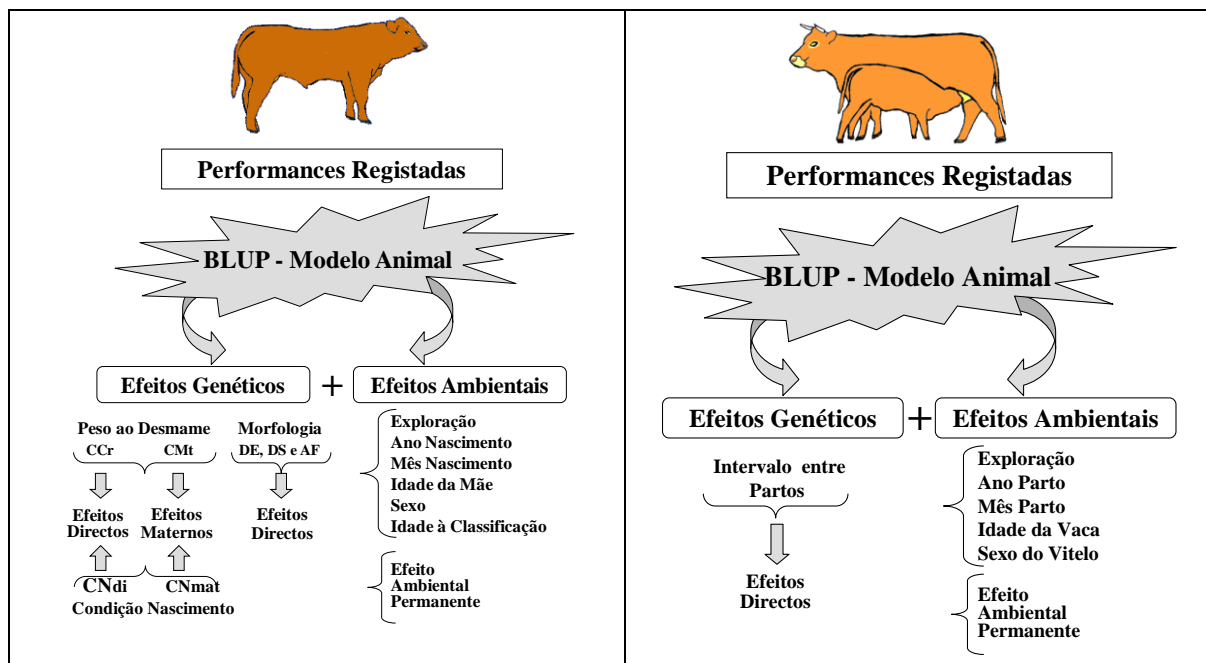 Performances Registadas
BLUP - Modelo Animal
Efeitos Genéticos
+
Efeitos Ambientais
Peso ao Desmame
CCr
CMt
Efeitos
Directos
Efeitos
Maternos
CNdi
CNmat
Condição Nascimento
Morfologia
DE, DS e AF
Efeitos
Directos
Exploração
Ano Nascimento
Mês Nascimento
Idade da Mãe
Sexo
Idade à Classificação
Efeito
Ambiental
Permanente
Performances Registadas
BLUP - Modelo Animal
Efeitos Genéticos
+
Efeitos Ambientais
Intervalo entre
Partos
Efeitos
Directos
Exploração
Ano Parto
Mês Parto
Idade da Vaca
Sexo do Vitelo
Efeito
Ambiental
Permanente